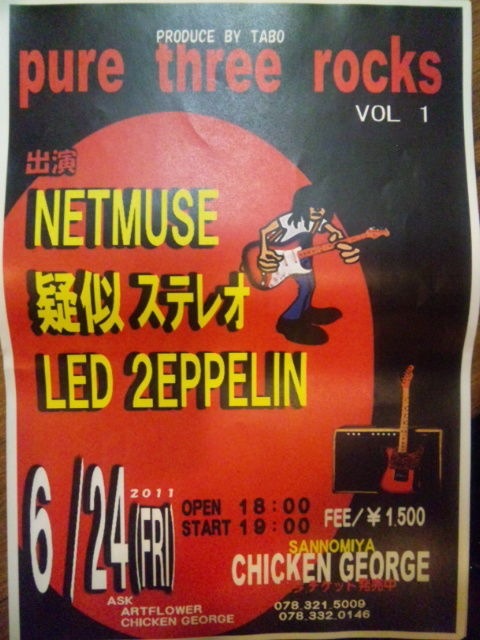 PRODUCE BY TABO
pure three rocks
VOL 1
出演
NETMUSE
疑似 ステレオ
LED 2EPPELIN
6/24(FRI)
2011
OPEN 18:00
START 19:00
FEE/¥1.500
SANNOMIYA
CHICKEN GEORGE
チケット発売中
ASK
ARTFLOWER
CHICKEN GEORGE
078.321.5009
078.332.0146